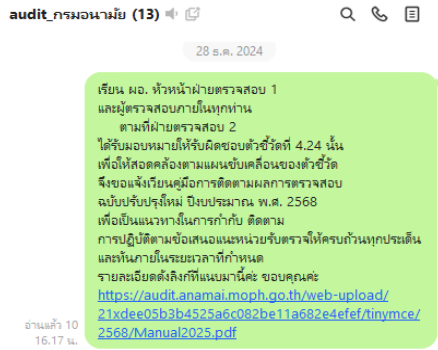 audit_กรมอนามัย (13)
28 ธ.ค. 2024
เรียน ผอ. หัวหน้าฝ่ายตรวจสอบ 1
และผู้ตรวจสอบภายในทุกท่าน
ตามที่ฝ่ายตรวจสอบ 2
ได้รับมอบหมายให้รับผิดชอบตัวชี้วัดที่ 4.24 นั้น
เพื่อให้สอดคล้องตามแผนขับเคลื่อนของตัวชี้วัด
จึงขอแจ้งเวียนคู่มือการติดตามผลการตรวจสอบ
ฉบับปรับปรุงใหม่ ปีงบประมาณ พ.ศ. 2568
เพื่อเป็นแนวทางในการกำกับ ติดตาม
การปฏิบัติตามข้อเสนอแนะหน่วยรับตรวจให้ครบถ้วนทุกประเด็น
และทันภายในระยะเวลาที่กำหนด
รายละเอียดดังลิงก์ที่แนบมานี้ค่ะ ขอบคุณค่ะ
https://audit.anamai.moph.go.th/web-upload/
21xdee05b3b4525a6c082be11a682e4efef/tinymce/
2568/Manual2025.pdf
อ่านแล้ว 10
16.17 น.